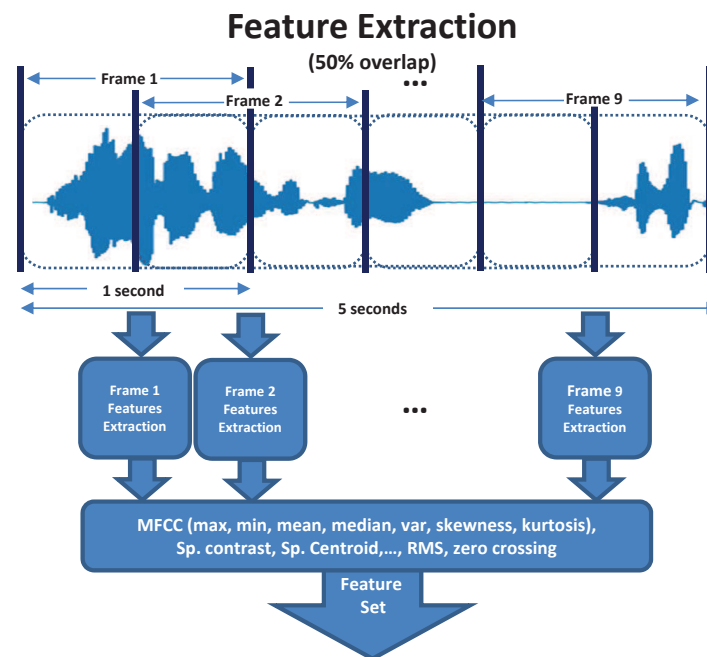 Feature Extraction
(50% overlap)
Frame 1
...
Frame 2
Frame 9
1 second
5 seconds
Frame 1
Features
Extraction
Frame 2
Features
Extraction
...
Frame 9
Features
Extraction
MFCC (max, min, mean, median, var, skewness, kurtosis),
Sp. contrast, Sp. Centroid,..., RMS, zero crossing
Feature
Set